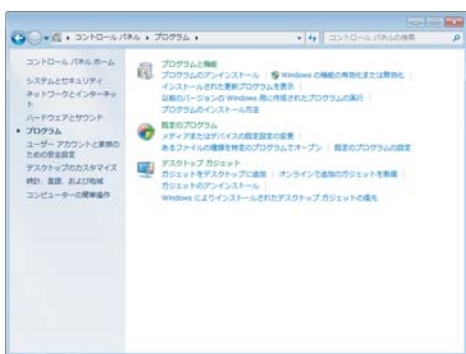 コントロール パネル ▸ プログラム ▸
コントロール パネルの検索
コントロール パネル ホーム
システムとセキュリティ
ネットワークとインターネッ
ト
ハードウェアとサウンド
プログラム
ユーザー アカウントと家族の
ための安全設定
デスクトップのカスタマイズ
時計、言語、および地域
コンピューターの簡単操作
プログラムと機能
プログラムのアンインストール | Windows の機能の有効化または無効化 |
インストールされた更新プログラムを表示 |
以前のバージョンの Windows 用に作成されたプログラムの実行 |
プログラムのインストール方法
既定のプログラム
メディアまたはデバイスの既定設定の変更 |
あるファイルの種類を特定のプログラムでオープン | 既定のプログラムの設定
デスクトップ ガジェット
ガジェットをデスクトップに追加 | オンラインで追加のガジェットを取得 |
ガジェットのアンインストール |
Windows によりインストールされたデスクトップ ガジェットの復元